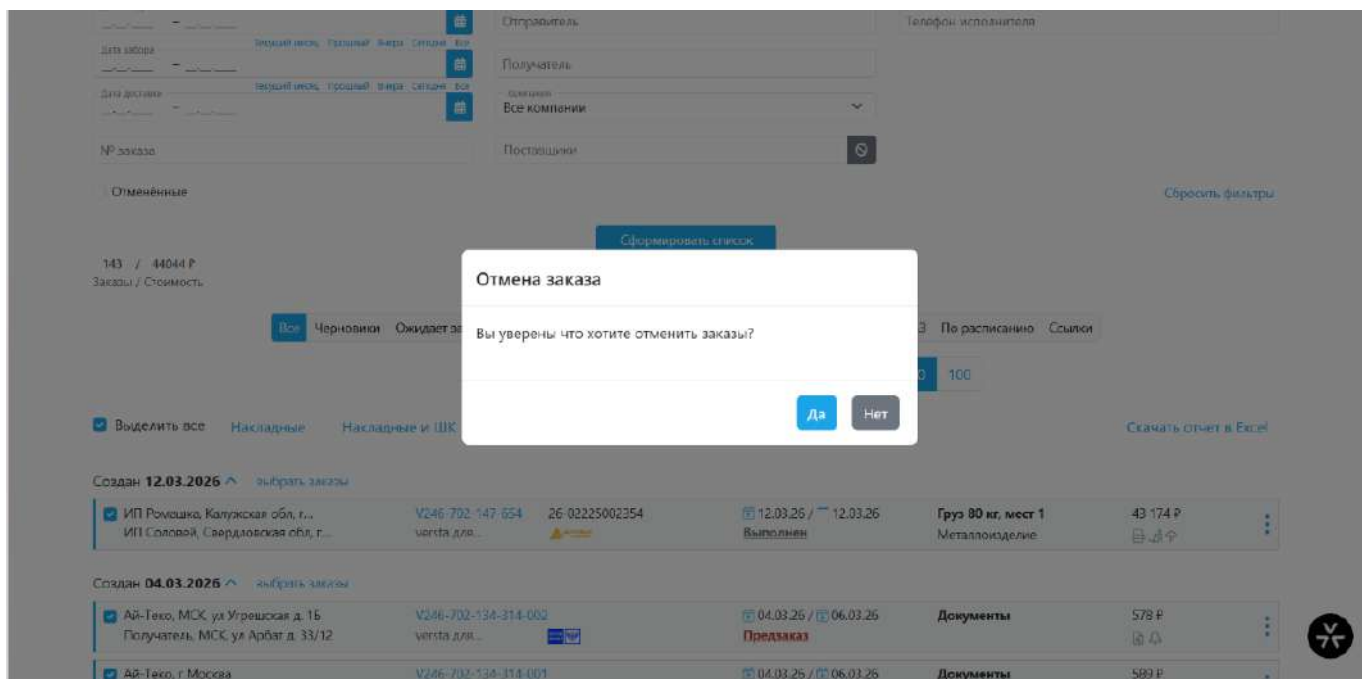 Отправитель
Телефон исполнителя
Дата забора
Текущий месяц Прошлый Вчера Сегодня Все
Получатель
Дата доставки
Текущий месяц Прошлый Вчера Сегодня Все
Все компании
№ заказа
Поставщики
Отменённые
Сбросить фильтры
Сформировать список
143 / 44044 ₽
Заказы / Стоимость
Отмена заказа
Вы уверены что хотите отменить заказы?
Да
Нет
Все Черновики Ожидает за
По расписанию Ссылки
100
Выделить все Накладные Накладные и ШК
Скачать отчет в Excel
Создан 12.03.2026 выбрать заказы
ИП Ромашка, Калужская обл, г... V246-702-147-654 26-02225002354 12.03.26 / 12.03.26 Груз 80 кг, мест 1 43 174 ₽
ИП Соловей, Свердловская обл, г... versta для... Выполнен Металлоизделие
Создан 04.03.2026 выбрать заказы
Ай-Теко, МСК, ул Угрешская д. 1Б V246-702-134-314-002 04.03.26 / 06.03.26 Документы 578 ₽
Получатель, МСК, ул Арбат д. 33/12 versta для... Предзаказ
Ай-Теко, г Москва V246-702-134-314-001 04.03.26 / 06.03.26 Документы 589 ₽